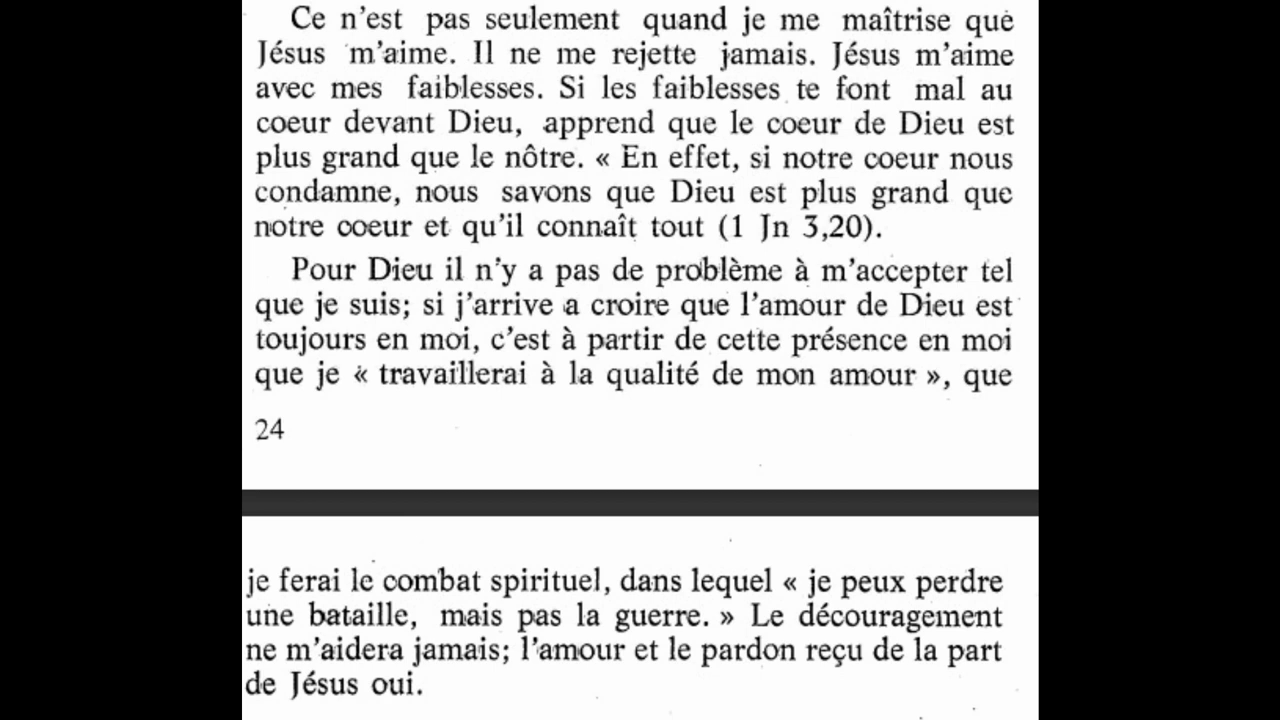 Ce n'est pas seulement quand je me maîtrise que
Jésus m'aime. Il ne me rejette jamais. Jésus m'aime
avec mes faiblesses. Si les faiblesses te font mal au
coeur devant Dieu, apprend que le coeur de Dieu est
plus grand que le nôtre. « En effet, si notre coeur nous
condamne, nous savons que Dieu est plus grand que
notre coeur et qu'il connaît tout (1 Jn 3,20).
Pour Dieu il n'y a pas de problème à m'accepter tel
que je suis; si j'arrive a croire que l'amour de Dieu est
toujours en moi, c'est à partir de cette présence en moi
que je « travaillerai à la qualité de mon amour », que
24
je ferai le combat spirituel, dans lequel « je peux perdre
une bataille, mais pas la guerre. » Le découragement
ne m'aidera jamais; l'amour et le pardon reçu de la part
de Jésus oui.